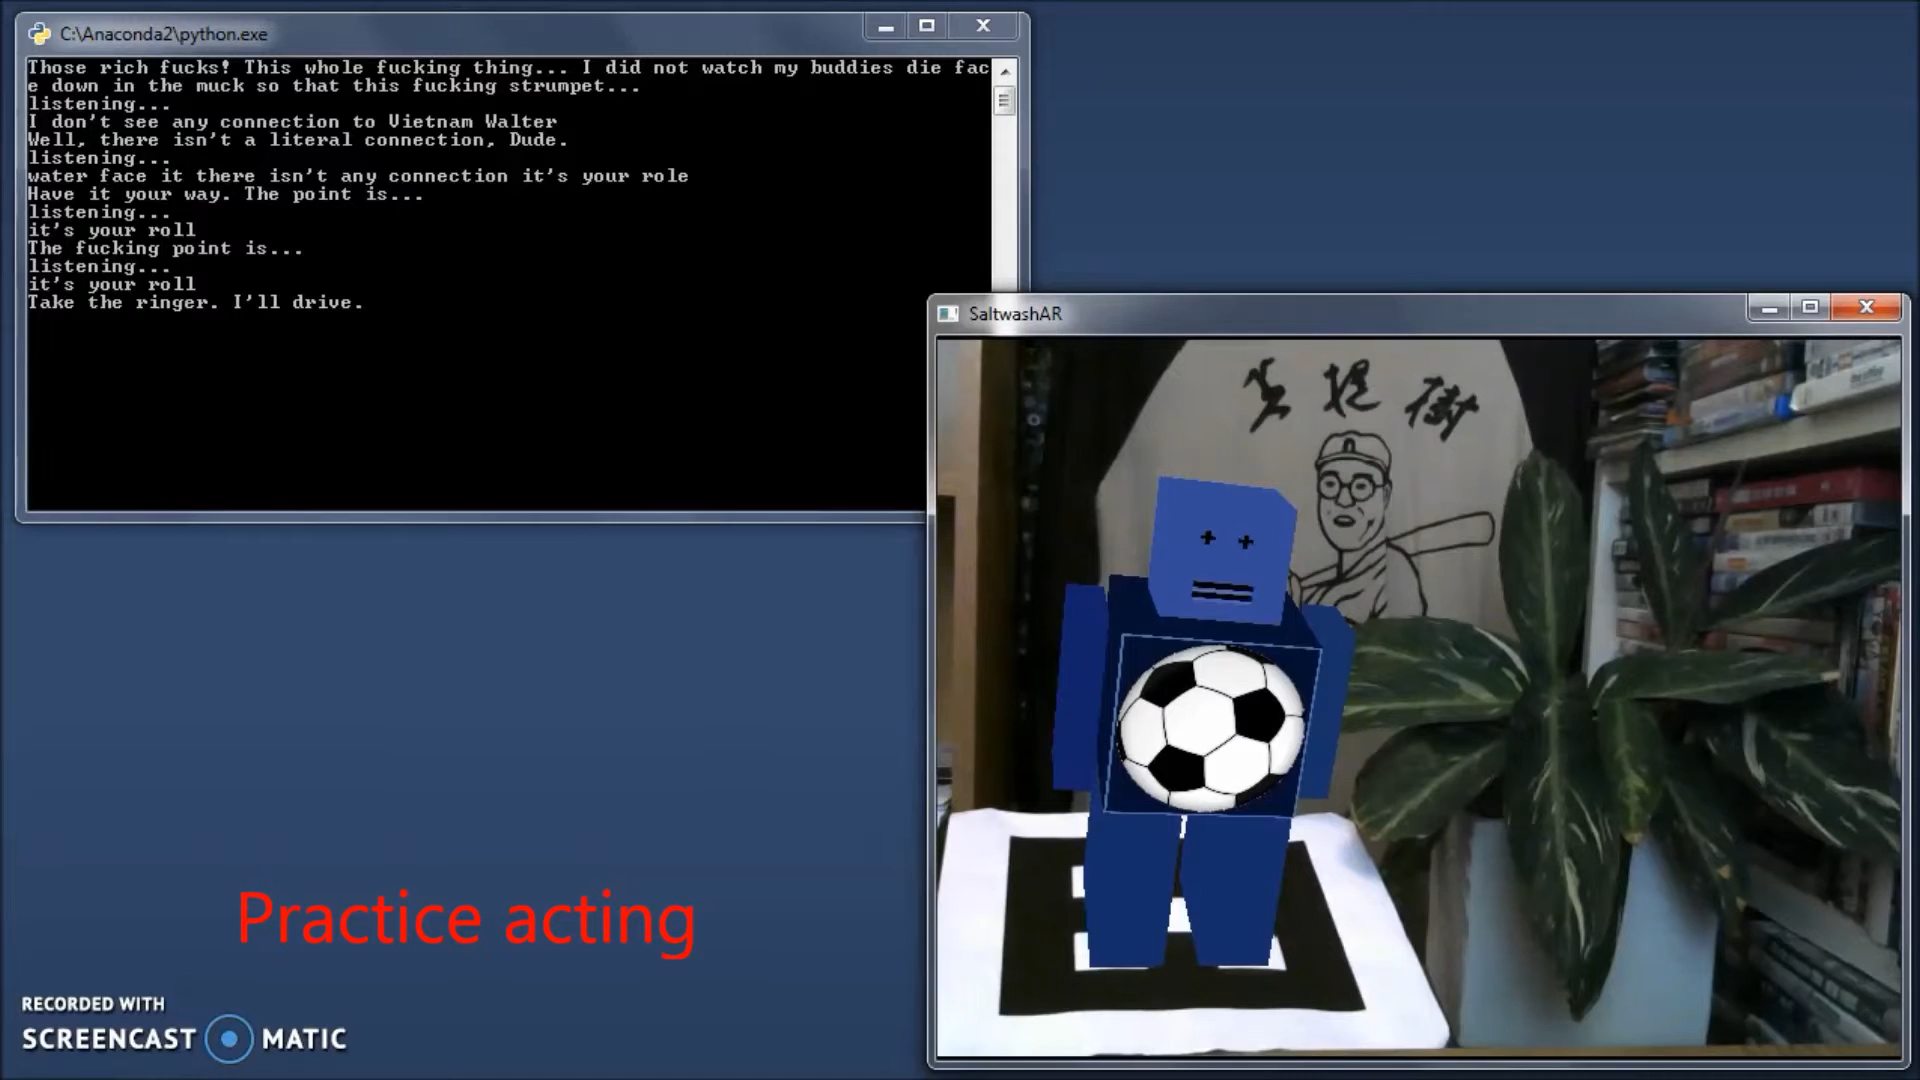 C:\Anaconda2\python.exe
Those rich fucks! This whole fucking thing... I did not watch my buddies die fac
e down in the muck so that this fucking strumpet...
listening...
I don't see any connection to Vietnam Walter
Well, there isn't a literal connection, Dude.
listening...
water face it there isn't any connection it's your role
Have it your way. The point is...
listening...
it's your roll
The fucking point is...
listening...
it's your roll
Take the ringer. I'll drive.
SaltwashAR
Practice acting
RECORDED WITH
SCREENCAST MATIC